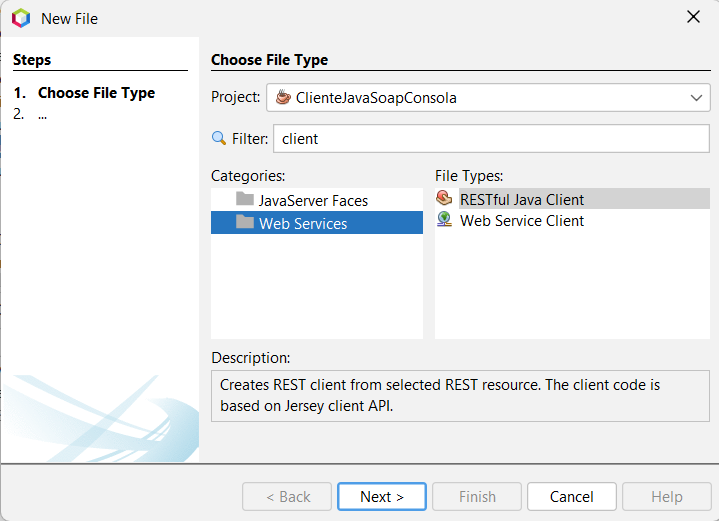 New File
Steps
1. Choose File Type
2. ...
Choose File Type
Project: ClienteJavaSoapConsola
Filter: client
Categories:
JavaServer Faces
Web Services
File Types:
RESTful Java Client
Web Service Client
Description:
Creates REST client from selected REST resource. The client code is
based on Jersey client API.
< Back
Next >
Finish
Cancel
Help